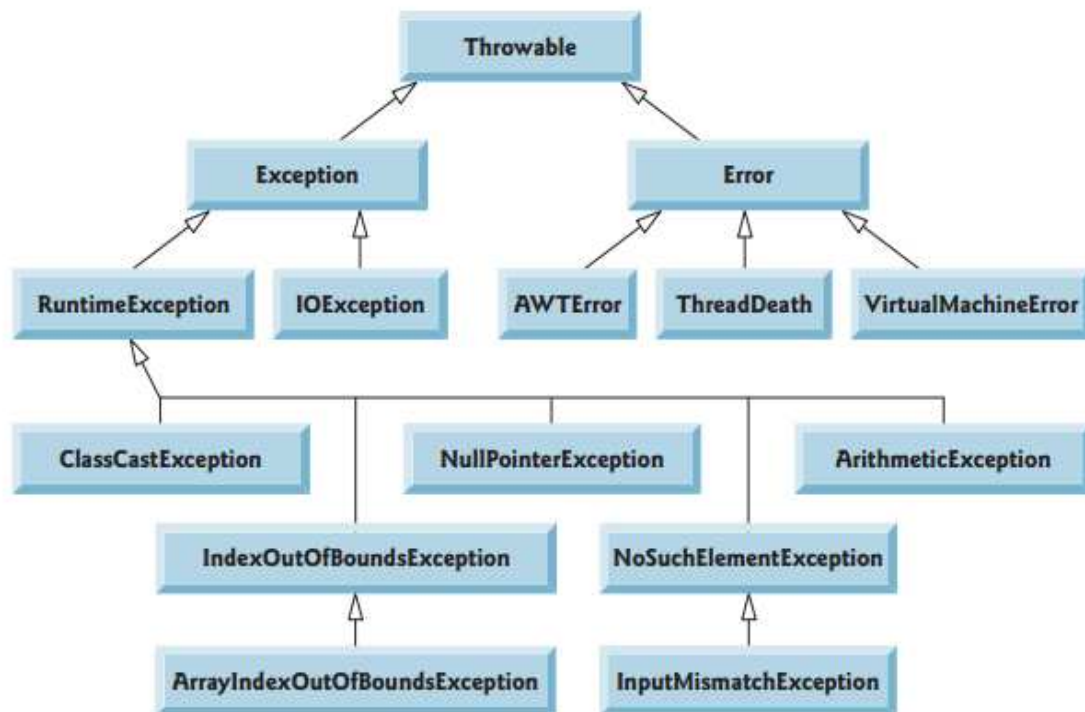 Throwable
Exception
Error
RuntimeException
IOException
AWTError
ThreadDeath
VirtualMachineError
ClassCastException
NullPointerException
ArithmeticException
IndexOutOfBoundsException
NoSuchElementException
ArrayIndexOutOfBoundsException
InputMismatchException